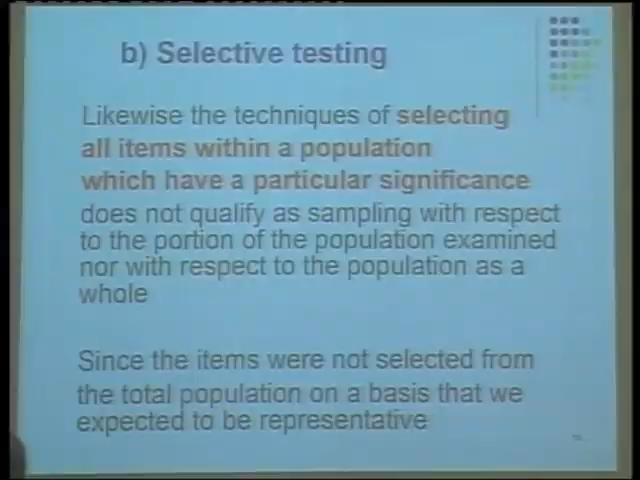 b) Selective testing
Likewise the techniques of selecting
all items within a population
which have a particular significance
does not qualify as sampling with respect
to the portion of the population examined
nor with respect to the population as a
whole
Since the items were not selected from
the total population on a basis that we
expected to be representative